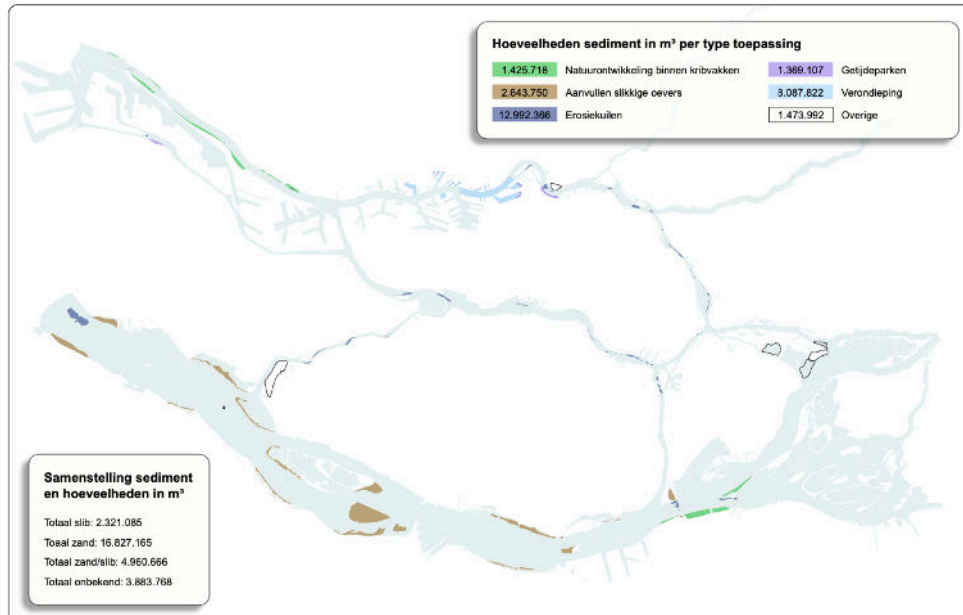 Hoeveelheden sediment in m³ per type toepassing
1.425.718 Natuurontwikkeling binnen kribvakken
2.643.750 Aanvullen slikkige oevers
12.992.366 Erosiekuilen
1.369.107 Getijdeparken
8.087.822 Verondieping
1.473.992 Overige
Samenstelling sediment
en hoeveelheden in m³
Totaal slib: 2.321.085
Toaal zand: 16.827.165
Totaal zand/slib: 4.960.666
Totaal onbekend: 3.883.768